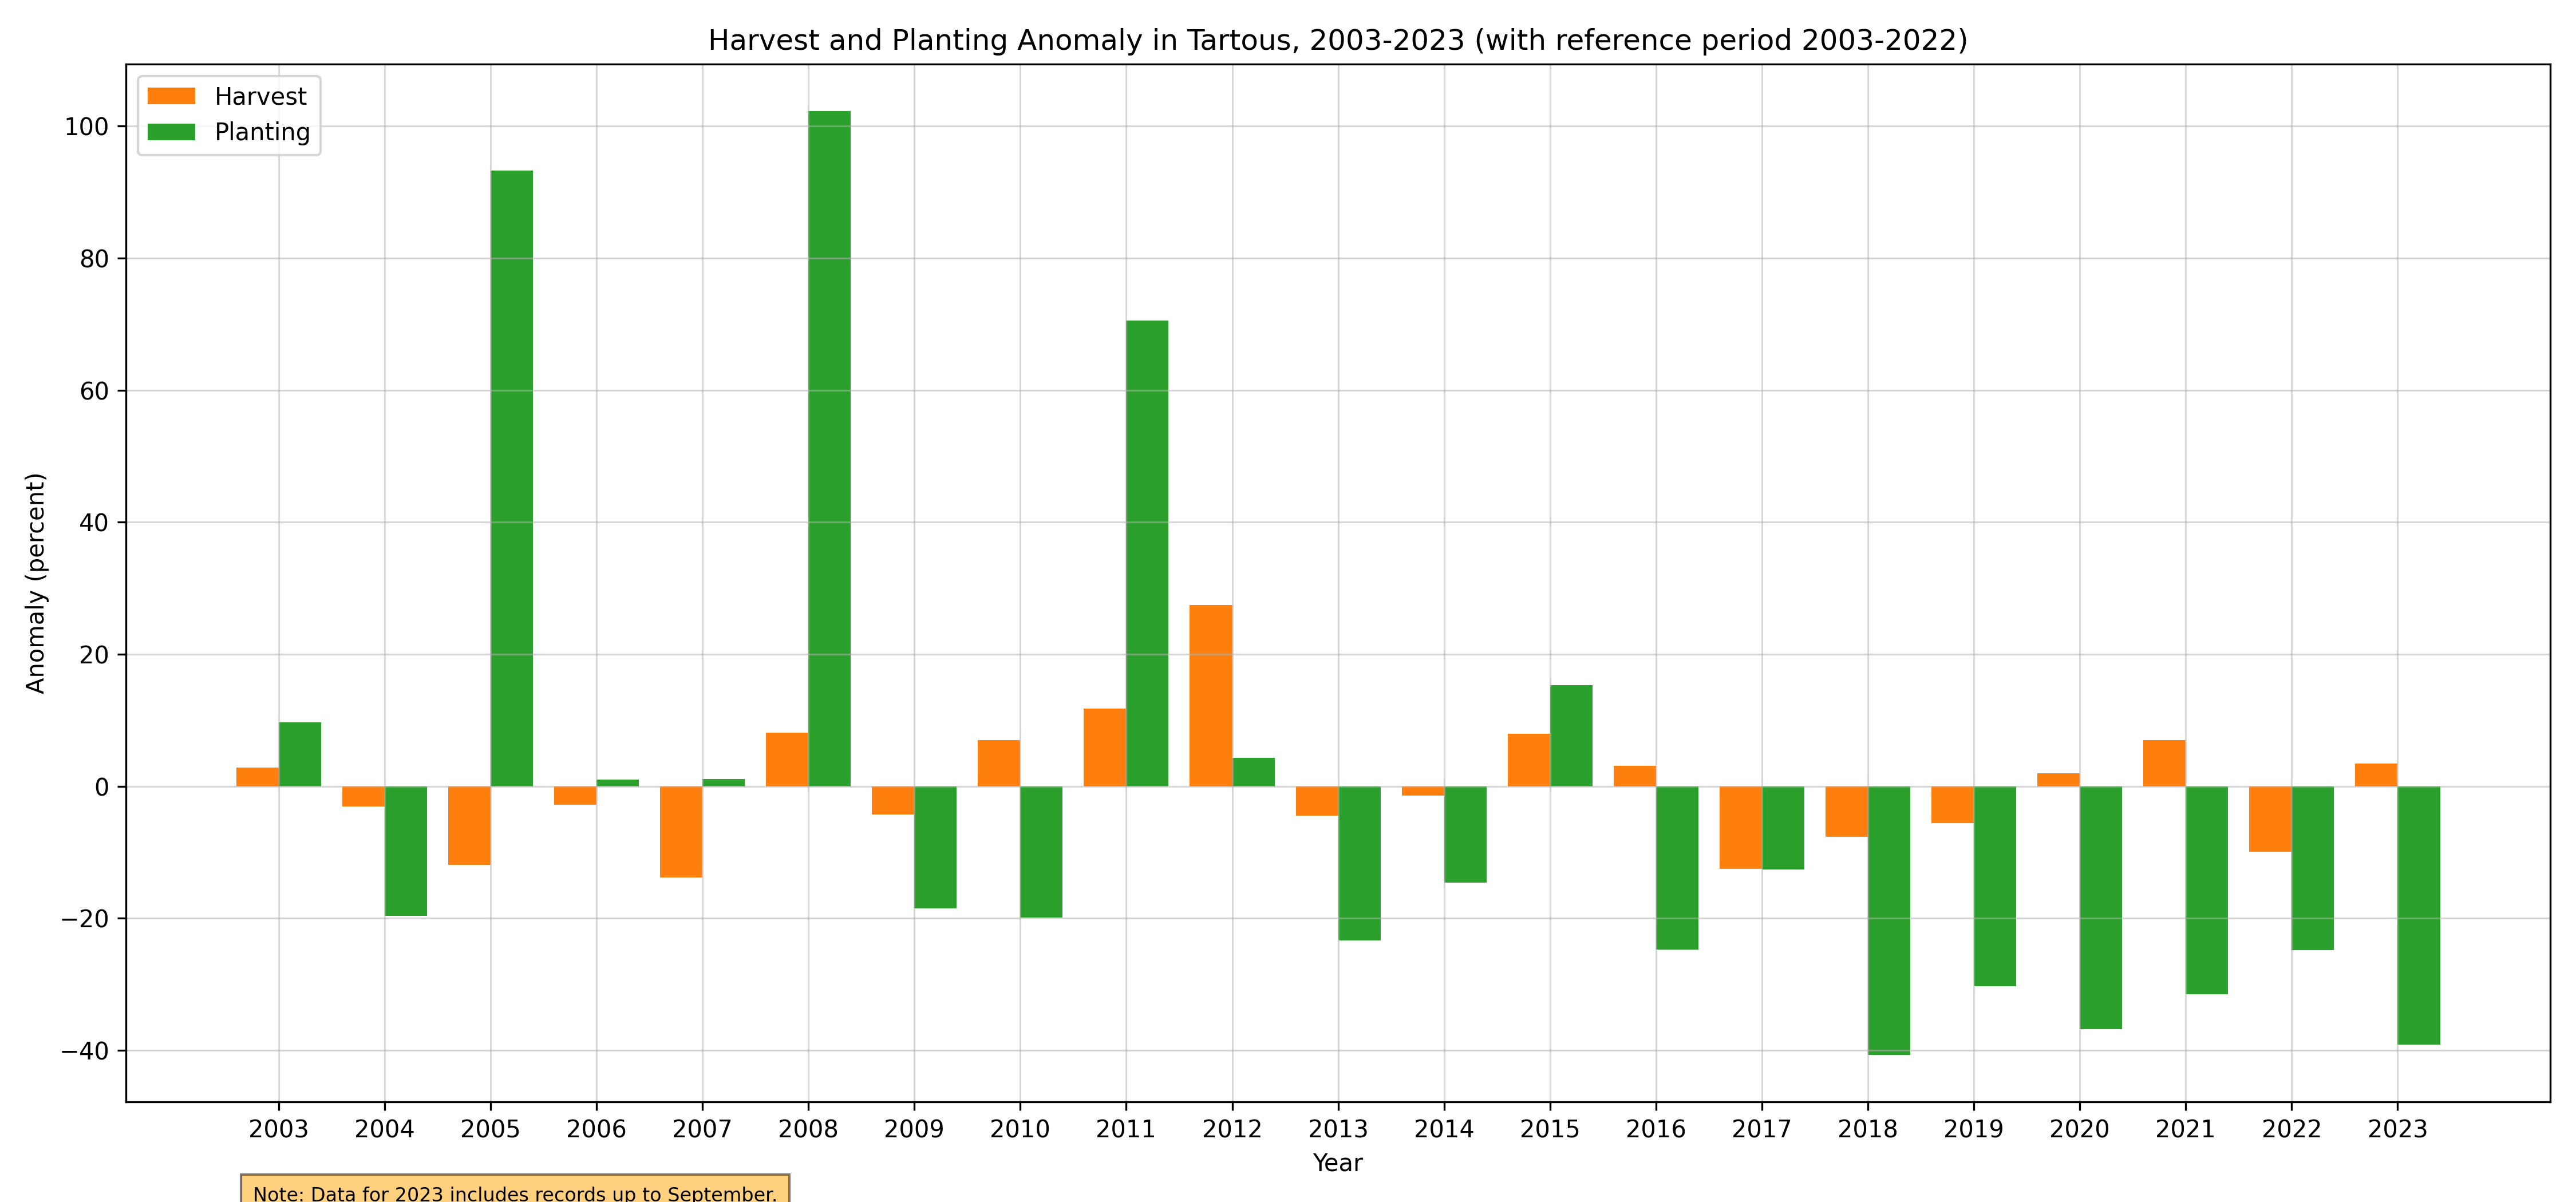 Harvest and Planting Anomaly in Tartous, 2003-2023 (with reference period 2003-2022)
Harvest
Planting
100
80
60
40
20
0
−20
−40
Anomaly (percent)
2003 2004 2005 2006 2007 2008 2009 2010 2011 2012 2013 2014 2015 2016 2017 2018 2019 2020 2021 2022 2023
Year
Note: Data for 2023 includes records up to September.